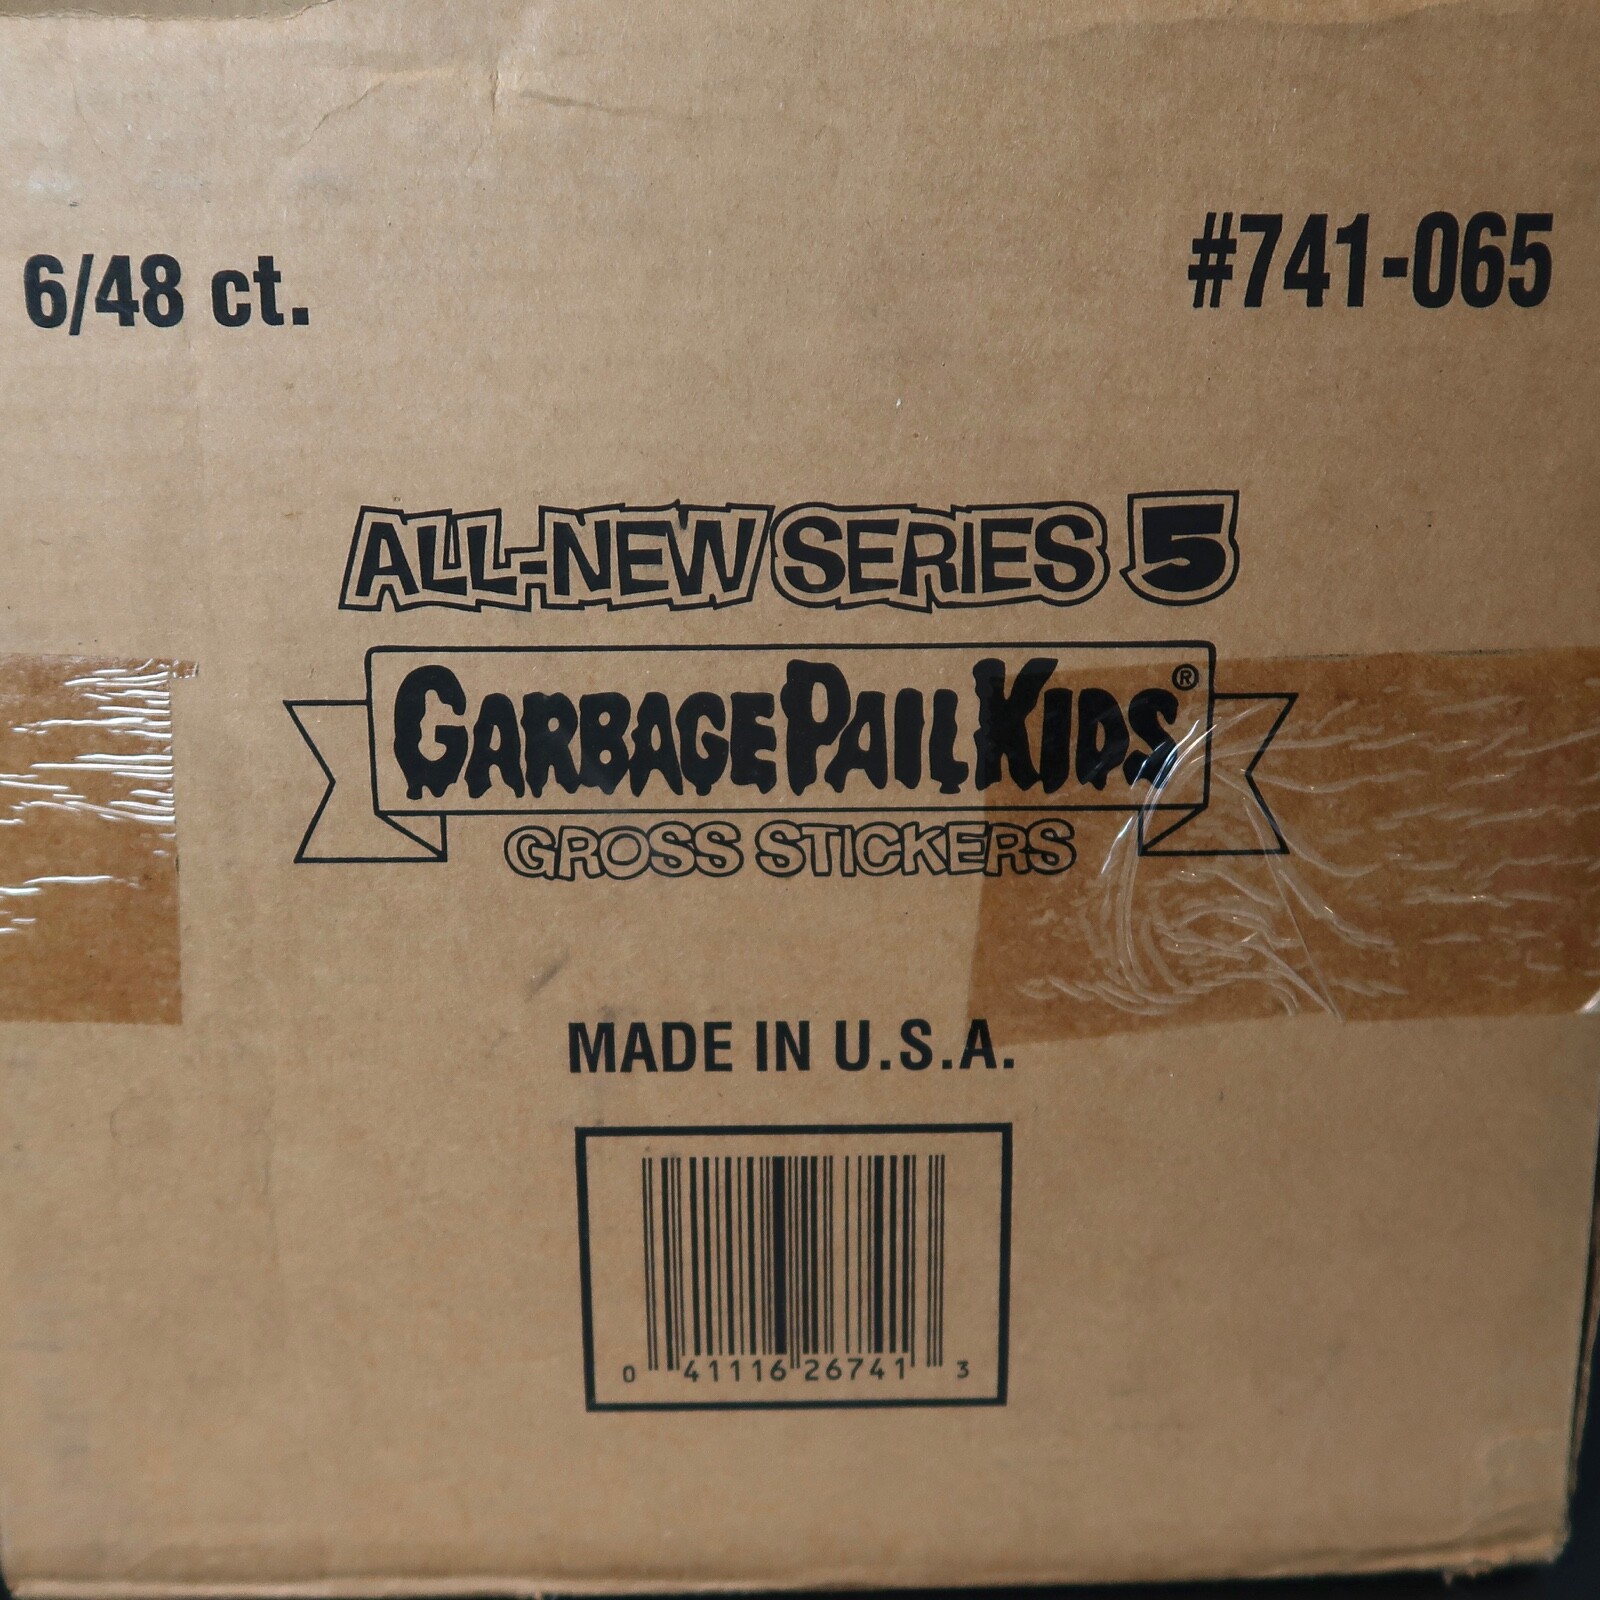 6/48 ct.
#741-065
ALL-NEW SERIES 5
GARBAGE PAIL KIDS®
GROSS STICKERS
MADE IN U.S.A.
0 41116 26741 3